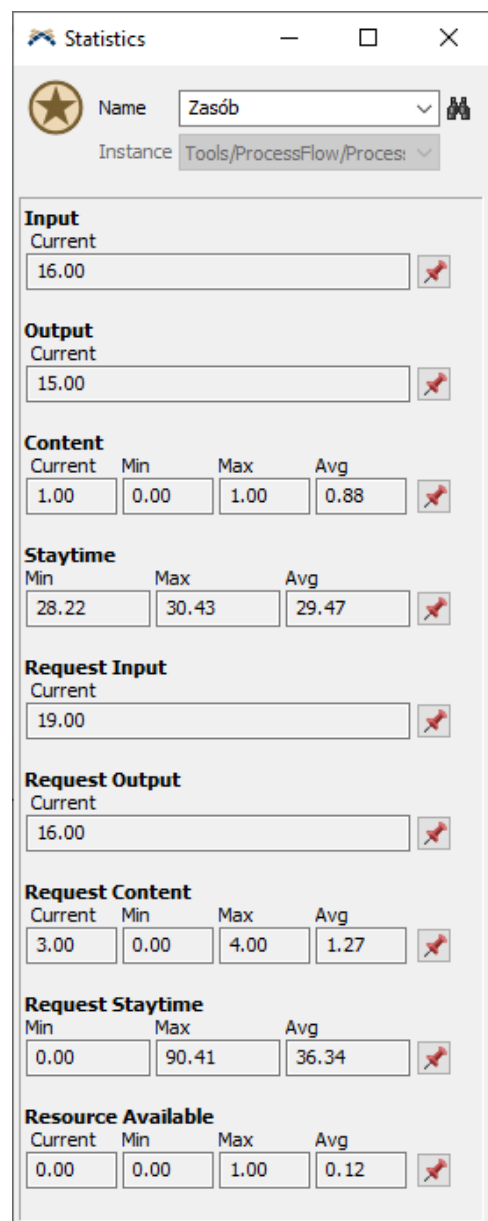 Statistics
Name Zasób
Instance Tools/ProcessFlow/Proces
Input
Current
16.00
Output
Current
15.00
Content
Current Min Max Avg
1.00 0.00 1.00 0.88
Staytime
Min Max Avg
28.22 30.43 29.47
Request Input
Current
19.00
Request Output
Current
16.00
Request Content
Current Min Max Avg
3.00 0.00 4.00 1.27
Request Staytime
Min Max Avg
0.00 90.41 36.34
Resource Available
Current Min Max Avg
0.00 0.00 1.00 0.12